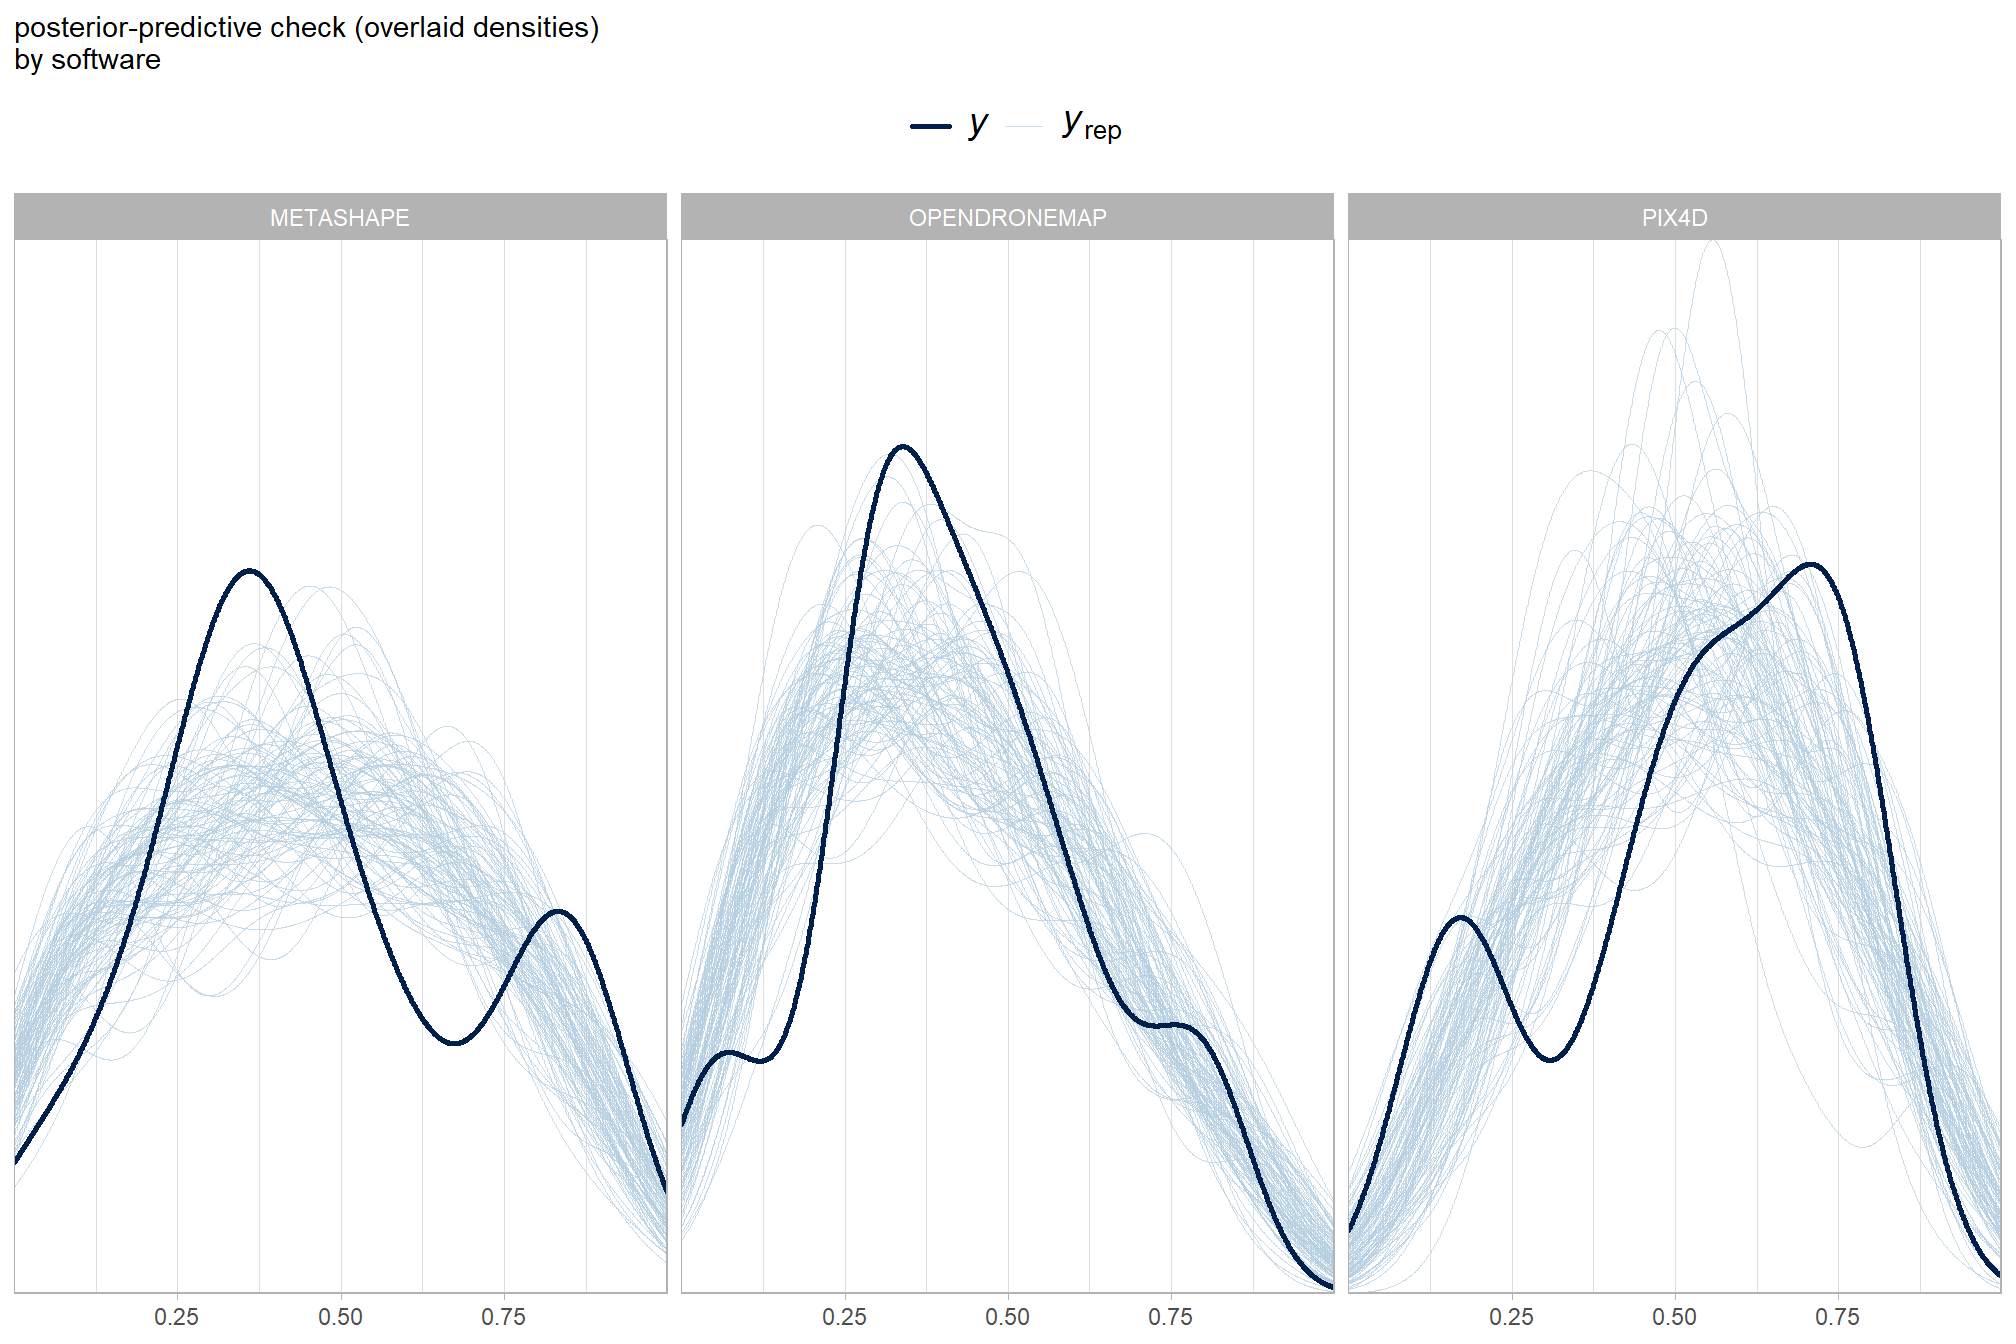 posterior-predictive check (overlaid densities)
by software
y y rep
METASHAPE OPENDRONEMAP PIX4D
0.25 0.50 0.75 0.25 0.50 0.75 0.25 0.50 0.75